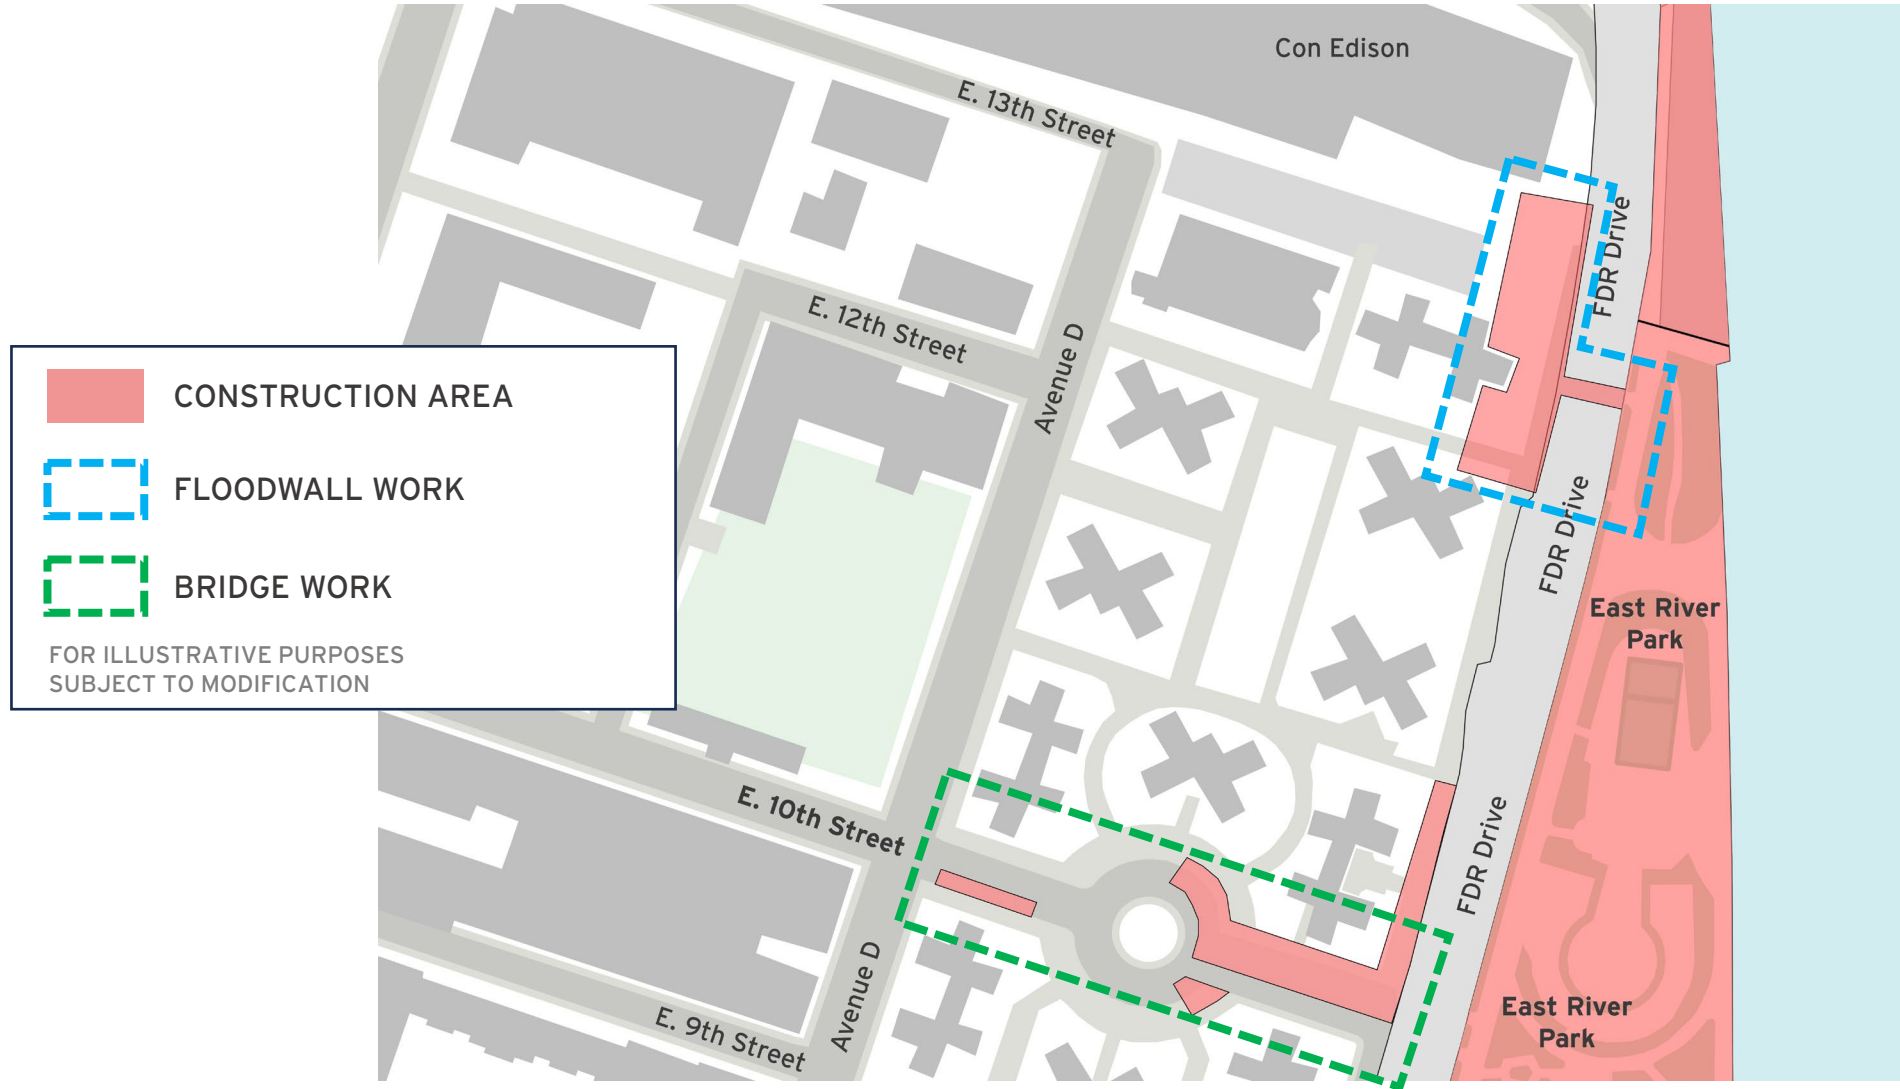 Con Edison
E. 13th Street
FDR Drive
E. 12th Street
Avenue D
CONSTRUCTION AREA
FLOODWALL WORK
BRIDGE WORK
FOR ILLUSTRATIVE PURPOSES
SUBJECT TO MODIFICATION
FDR Drive
East River
Park
E. 10th Street
FDR Drive
Avenue D
E. 9th Street
East River
Park